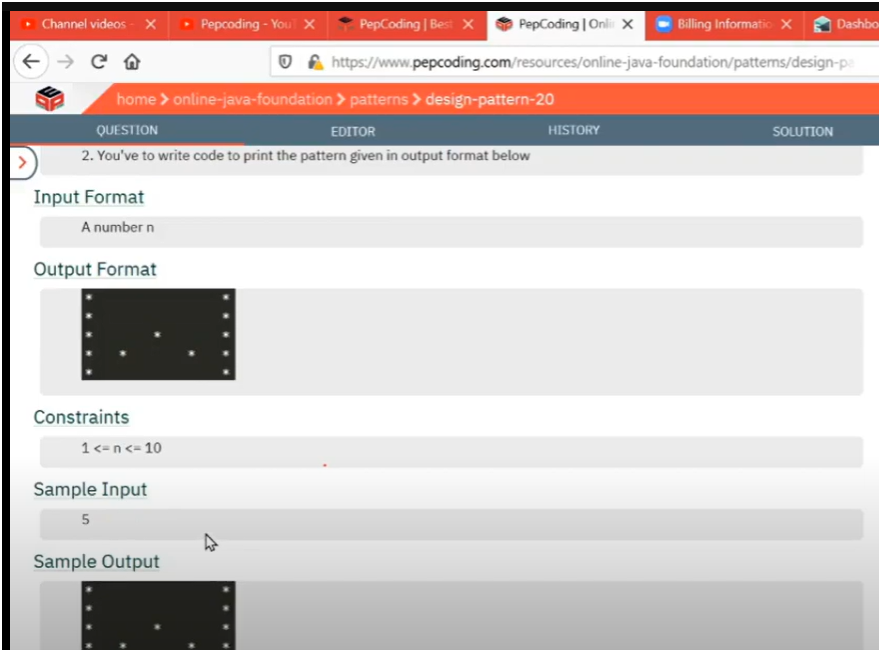 Channel videos -
Pepcoding - You
PepCoding | Best
PepCoding | Onli
Billing Informatio
Dashbo
https://www.pepcoding.com/resources/online-java-foundation/patterns/design-pa
home > online-java-foundation > patterns > design-pattern-20
QUESTION EDITOR HISTORY SOLUTION
2. You've to write code to print the pattern given in output format below
Input Format
A number n
Output Format
* *
* *
* * *
* * * *
* *
Constraints
1 <= n <= 10
Sample Input
5
Sample Output
* *
* *
* * *
* * * *